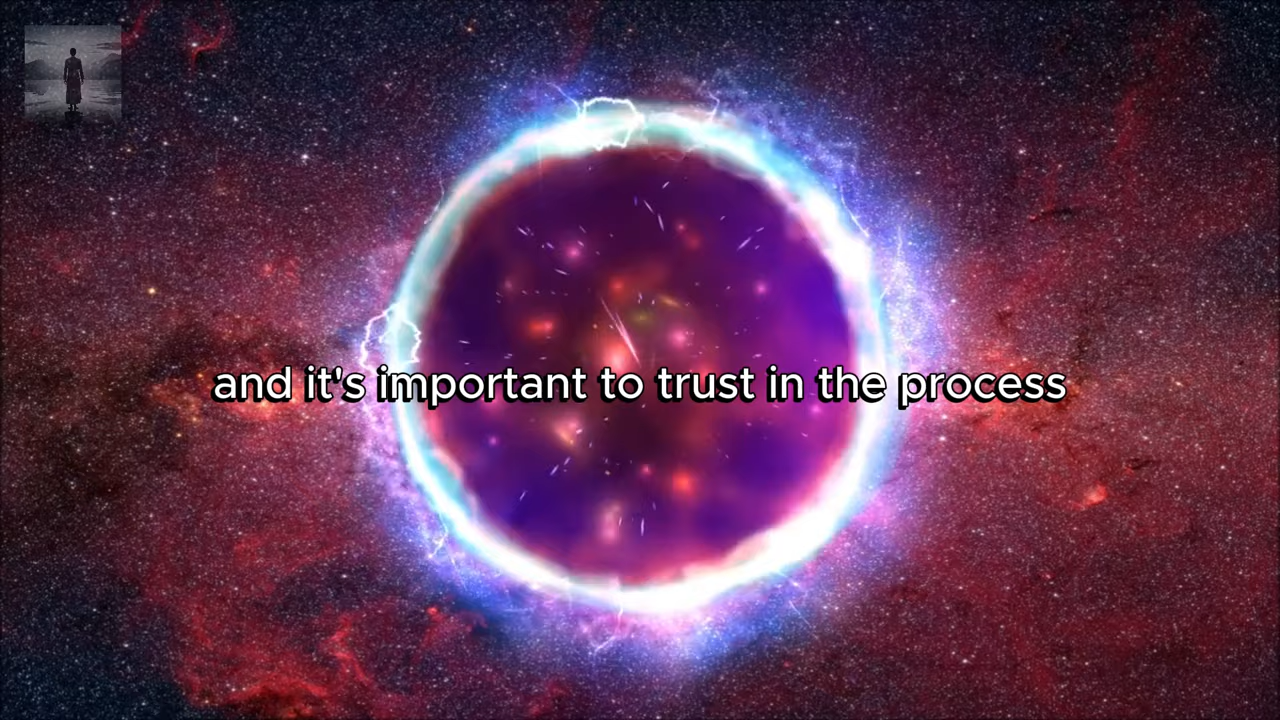 and it's important to trust in the process